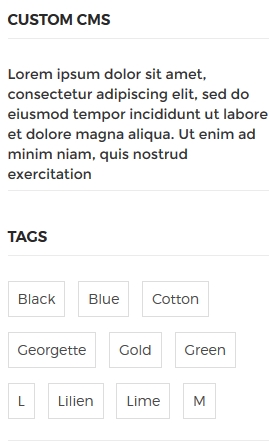 CUSTOM CMS
Lorem ipsum dolor sit amet,
consectetur adipiscing elit, sed do
eiusmod tempor incididunt ut labore
et dolore magna aliqua. Ut enim ad
minim niam, quis nostrud
exercitation
TAGS
Black Blue Cotton
Georgette Gold Green
L Lilien Lime M